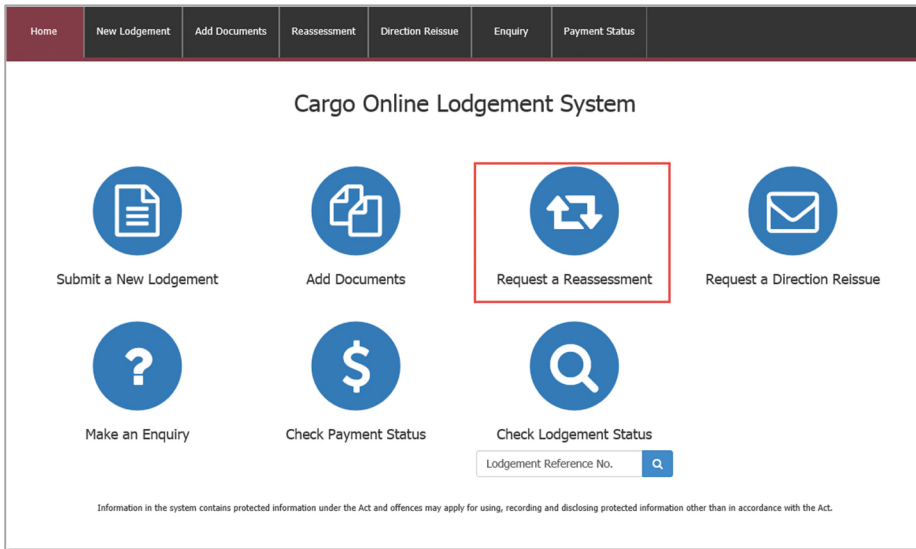 Home New Lodgement Add Documents Reassessment Direction Reissue Enquiry Payment Status
Cargo Online Lodgement System
Submit a New Lodgement Add Documents Request a Reassessment Request a Direction Reissue
Make an Enquiry Check Payment Status Check Lodgement Status
Lodgement Reference No.
Information in the system contains protected information under the Act and offences may apply for using, recording and disclosing protected information other than in accordance with the Act.